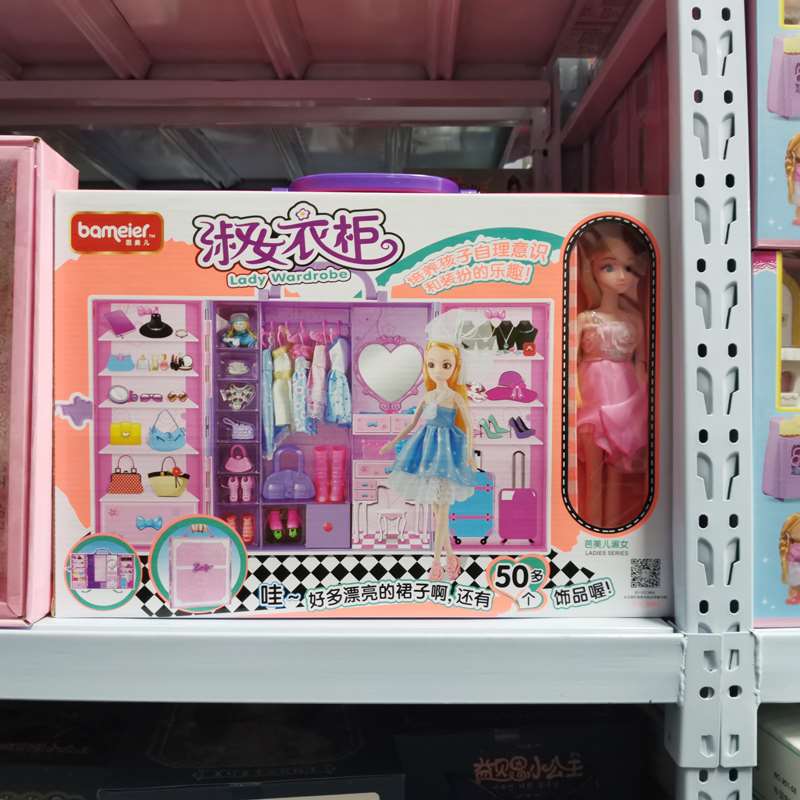 bameier™
芭美儿
淑女衣柜
Lady Wardrobe
培养孩子自理意识
和装扮的乐趣!
芭美儿淑女
LADIES SERIES
哇~好多漂亮的裙子啊,还有50多个饰品喔!